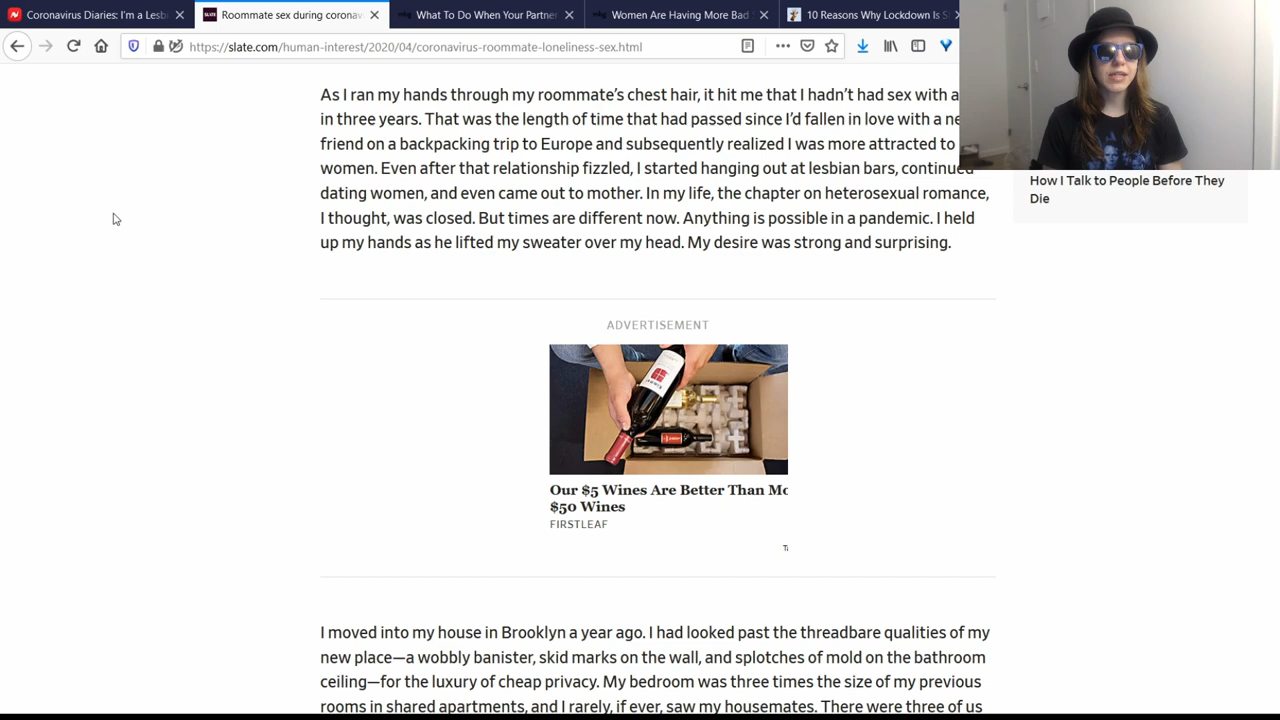 Coronavirus Diaries: I'm a Lesb
Roommate sex during coronav
What To Do When Your Partner
Women Are Having More Bad
10 Reasons Why Lockdown Is S
https://slate.com/human-interest/2020/04/coronavirus-roommate-loneliness-sex.html
As I ran my hands through my roommate's chest hair, it hit me that I hadn't had sex with a
in three years. That was the length of time that had passed since I'd fallen in love with a ne
friend on a backpacking trip to Europe and subsequently realized I was more attracted to
women. Even after that relationship fizzled, I started hanging out at lesbian bars, continued
dating women, and even came out to mother. In my life, the chapter on heterosexual romance,
I thought, was closed. But times are different now. Anything is possible in a pandemic. I held
up my hands as he lifted my sweater over my head. My desire was strong and surprising.
How I Talk to People Before They
Die
ADVERTISEMENT
Our $5 Wines Are Better Than Mo
$50 Wines
FIRSTLEAF
I moved into my house in Brooklyn a year ago. I had looked past the threadbare qualities of my
new place—a wobbly banister, skid marks on the wall, and splotches of mold on the bathroom
ceiling—for the luxury of cheap privacy. My bedroom was three times the size of my previous
rooms in shared apartments, and I rarely, if ever, saw my housemates. There were three of us